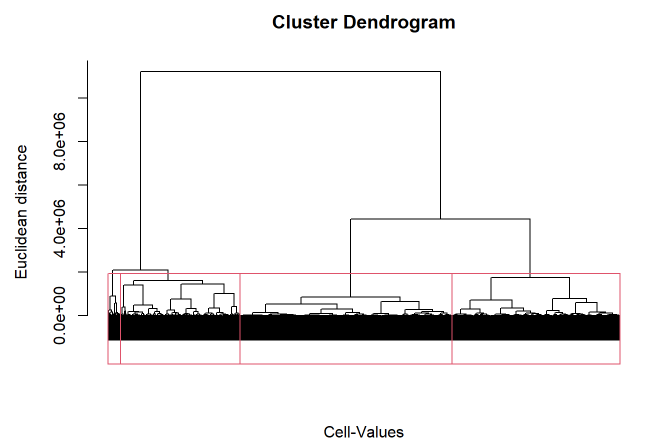 Cluster Dendrogram
Euclidean distance
8.0e+06
4.0e+06
0.0e+00
Cell-Values